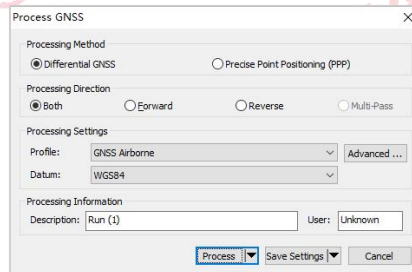 Process GNSS
Processing Method
Differential GNSS Precise Point Positioning (PPP)
Processing Direction
Both Forward Reverse Multi-Pass
Processing Settings
Profile: GNSS Airborne Advanced ...
Datum: WGS84
Processing Information
Description: Run (1) User: Unknown
Process Save Settings Cancel